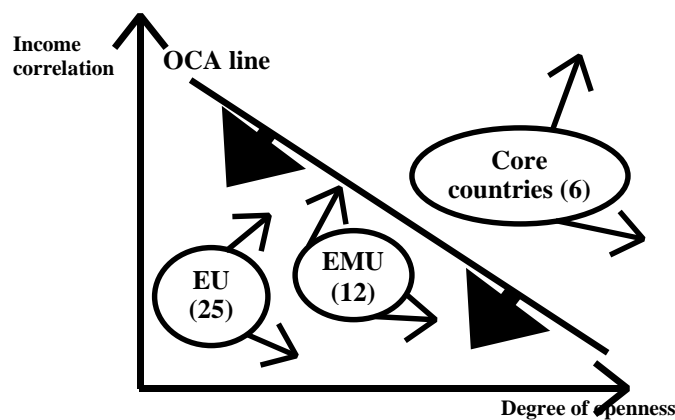 Income
correlation
OCA line
Core
countries (6)
EMU
(12)
EU
(25)
Degree of openness